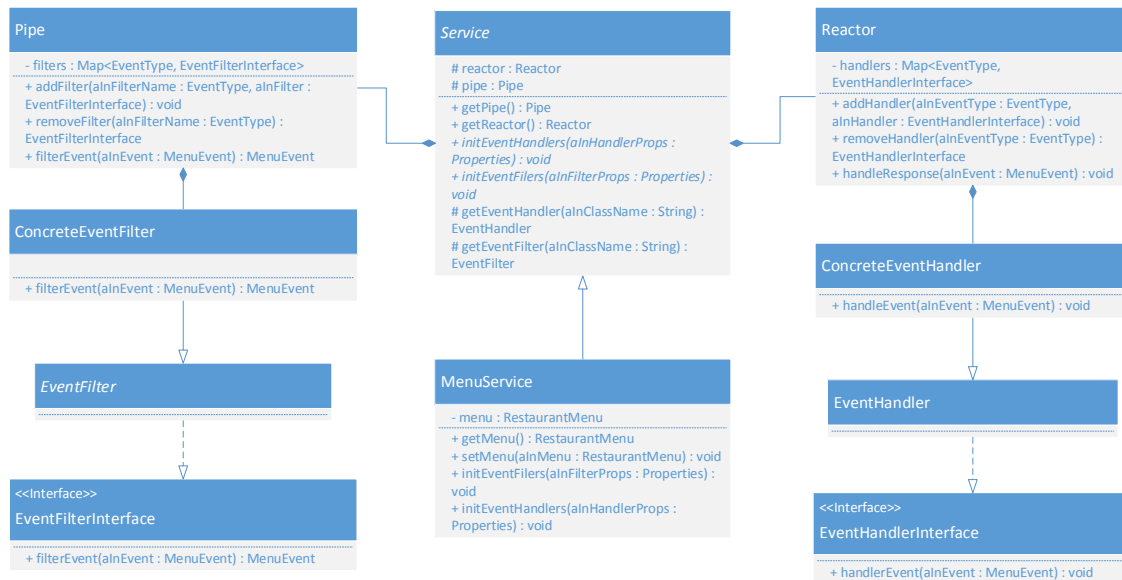 Pipe
- filters : Map<EventType, EventFilterInterface>
+ addFilter(aInFilterName : EventType, aInFilter :
EventFilterInterface) : void
+ removeFilter(aInFilterName : EventType) :
EventFilterInterface
+ filterEvent(aInEvent : MenuEvent) : MenuEvent
ConcreteEventFilter
+ filterEvent(aInEvent : MenuEvent) : MenuEvent
EventFilter
<<Interface>>
EventFilterInterface
+ filterEvent(aInEvent : MenuEvent) : MenuEvent
Service
# reactor : Reactor
# pipe : Pipe
+ getPipe() : Pipe
+ getReactor() : Reactor
+ initEventHandlers(aInHandlerProps :
Properties) : void
+ initEventFilers(aInFilterProps : Properties) :
void
# getEventHandler(aInClassName : String) :
EventHandler
# getEventFilter(aInClassName : String) :
EventFilter
MenuService
- menu : RestaurantMenu
+ getMenu() : RestaurantMenu
+ setMenu(aInMenu : RestaurantMenu) : void
+ initEventFilers(aInFilterProps : Properties) :
void
+ initEventHandlers(aInHandlerProps :
Properties) : void
Reactor
- handlers : Map<EventType,
EventHandlerInterface>
+ addHandler(aInEventType : EventType,
aInHandler : EventHandlerInterface) : void
+ removeHandler(aInEventType : EventType) :
EventHandlerInterface
+ handleResponse(aInEvent : MenuEvent) : void
ConcreteEventHandler
+ handleEvent(aInEvent : MenuEvent) : void
EventHandler
<<Interface>>
EventHandlerInterface
+ handlerEvent(aInEvent : MenuEvent) : void